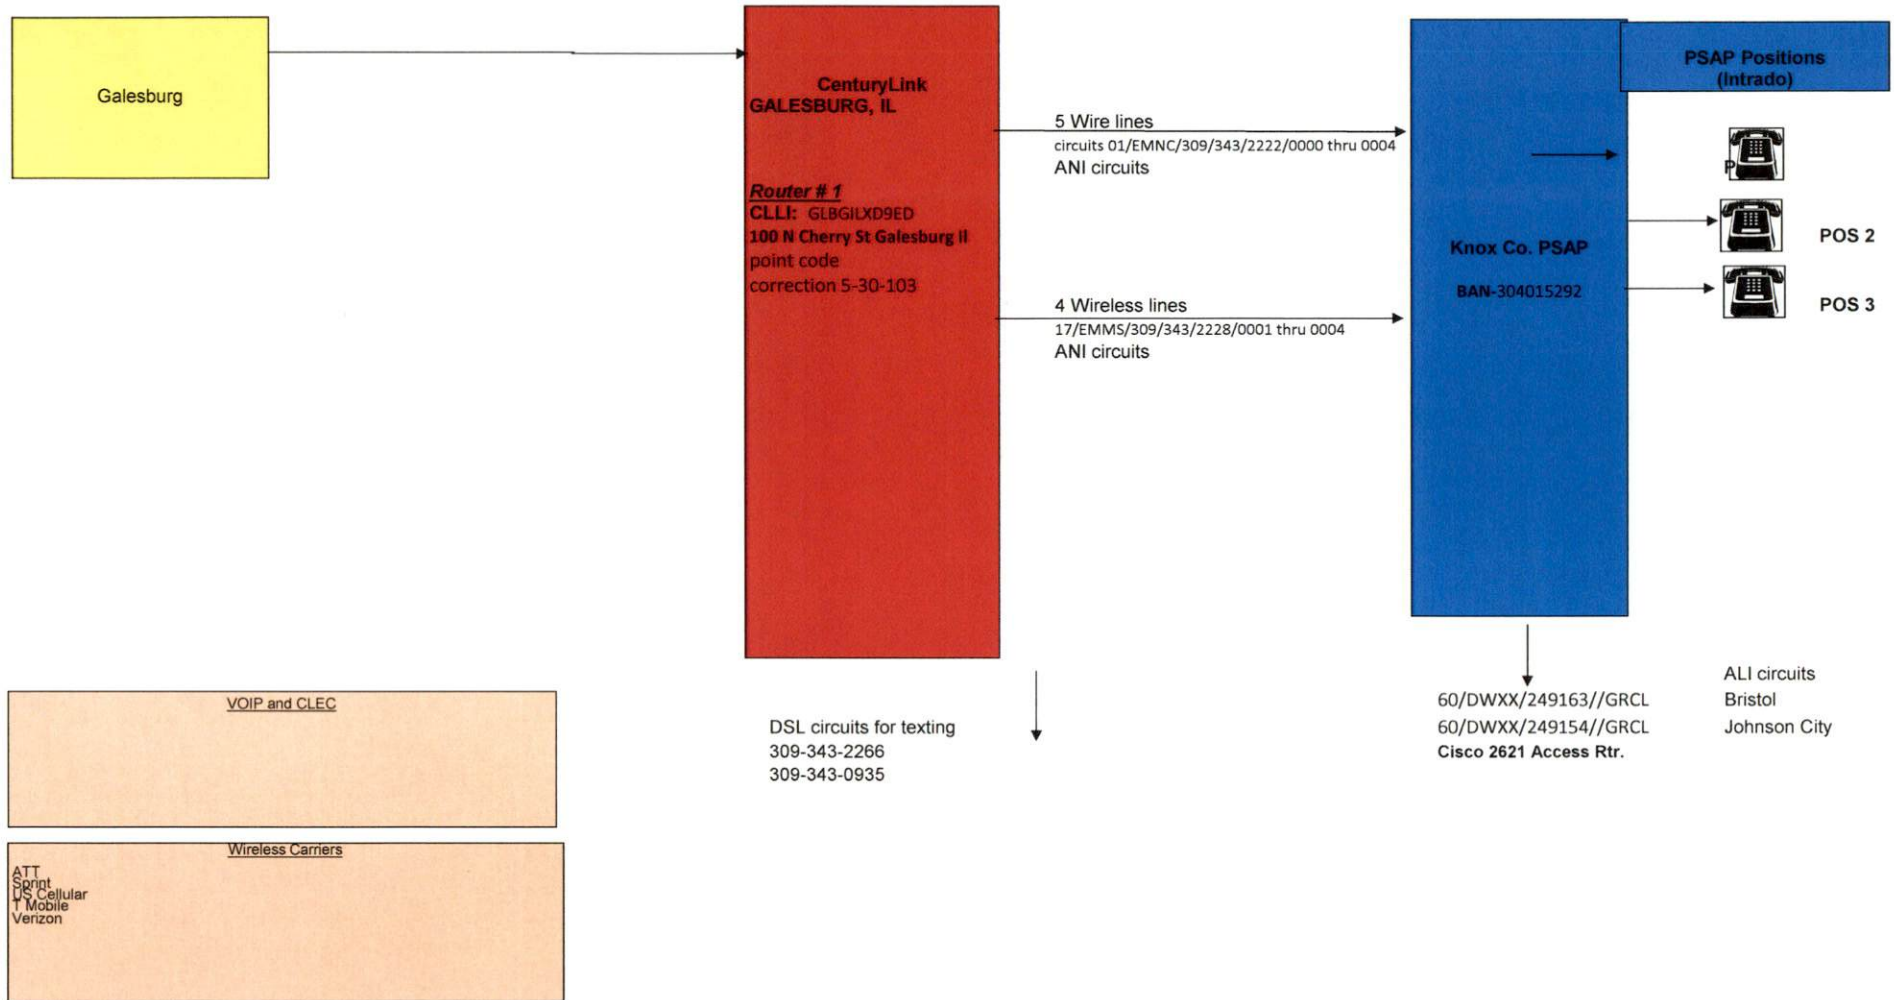 Galesburg
CenturyLink
GALESBURG, IL
Router # 1
CLLI: GLBGILXD9ED
100 N Cherry St Galesburg Il
point code
correction 5-30-103
5 Wire lines
circuits 01/EMNC/309/343/2222/0000 thru 0004
ANI circuits
4 Wireless lines
17/EMMS/309/343/2228/0001 thru 0004
ANI circuits
Knox Co. PSAP
BAN-304015292
PSAP Positions
(Intrado)
P
POS 2
POS 3
DSL circuits for texting
309-343-2266
309-343-0935
ALI circuits
60/DWXX/249163//GRCL Bristol
60/DWXX/249154//GRCL Johnson City
Cisco 2621 Access Rtr.
VOIP and CLEC
Wireless Carriers
ATT
Sprint
US Cellular
T Mobile
Verizon